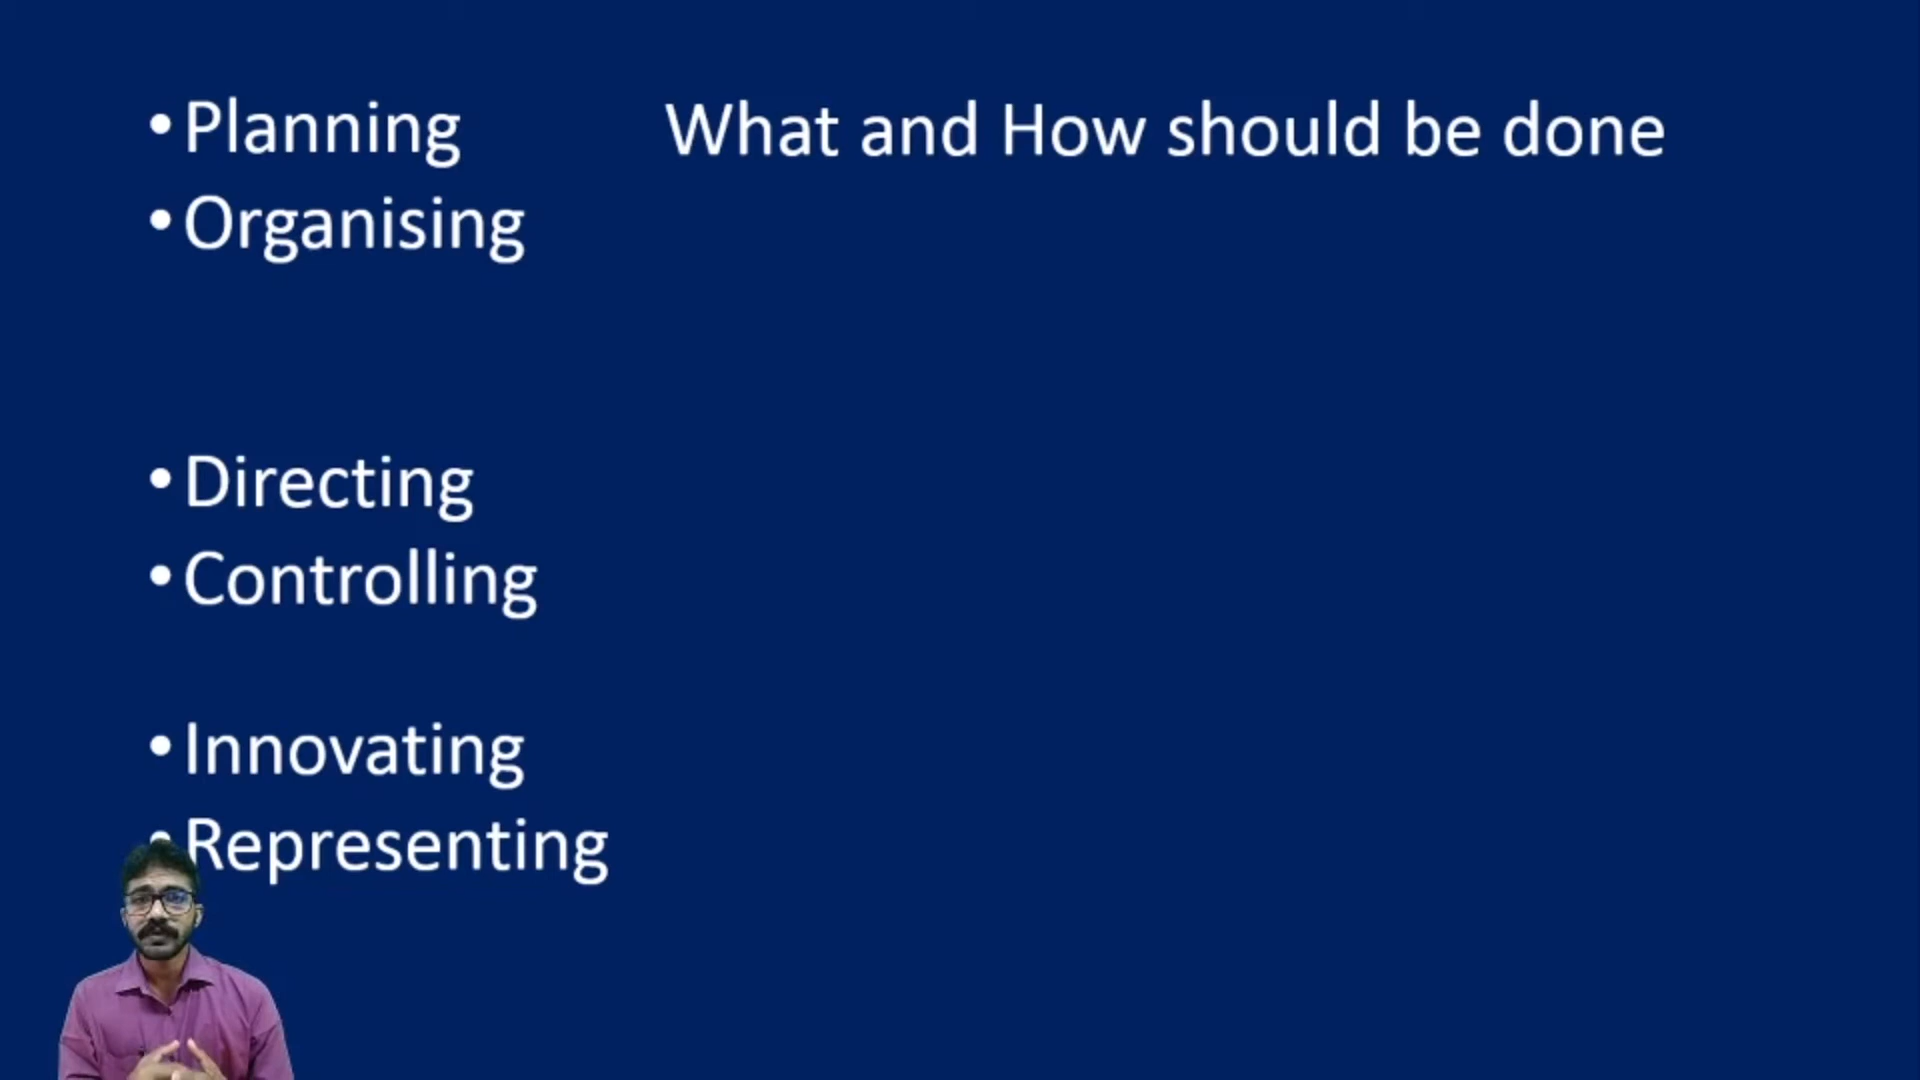 • Planning What and How should be done
• Organising
• Directing
• Controlling
• Innovating
• Representing